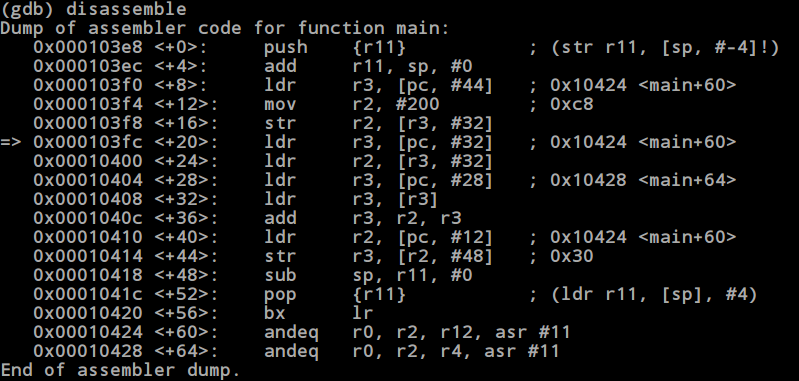 (gdb) disassemble
Dump of assembler code for function main:
   0x000103e8 <+0>:     push    {r11}           ; (str r11, [sp, #-4]!)
   0x000103ec <+4>:     add     r11, sp, #0
   0x000103f0 <+8>:     ldr     r3, [pc, #44]   ; 0x10424 <main+60>
   0x000103f4 <+12>:    mov     r2, #200        ; 0xc8
   0x000103f8 <+16>:    str     r2, [r3, #32]
=> 0x000103fc <+20>:    ldr     r3, [pc, #32]   ; 0x10424 <main+60>
   0x00010400 <+24>:    ldr     r2, [r3, #32]
   0x00010404 <+28>:    ldr     r3, [pc, #28]   ; 0x10428 <main+64>
   0x00010408 <+32>:    ldr     r3, [r3]
   0x0001040c <+36>:    add     r3, r2, r3
   0x00010410 <+40>:    ldr     r2, [pc, #12]   ; 0x10424 <main+60>
   0x00010414 <+44>:    str     r3, [r2, #48]   ; 0x30
   0x00010418 <+48>:    sub     sp, r11, #0
   0x0001041c <+52>:    pop     {r11}           ; (ldr r11, [sp], #4)
   0x00010420 <+56>:    bx      lr
   0x00010424 <+60>:    andeq   r0, r2, r12, asr #11
   0x00010428 <+64>:    andeq   r0, r2, r4, asr #11
End of assembler dump.